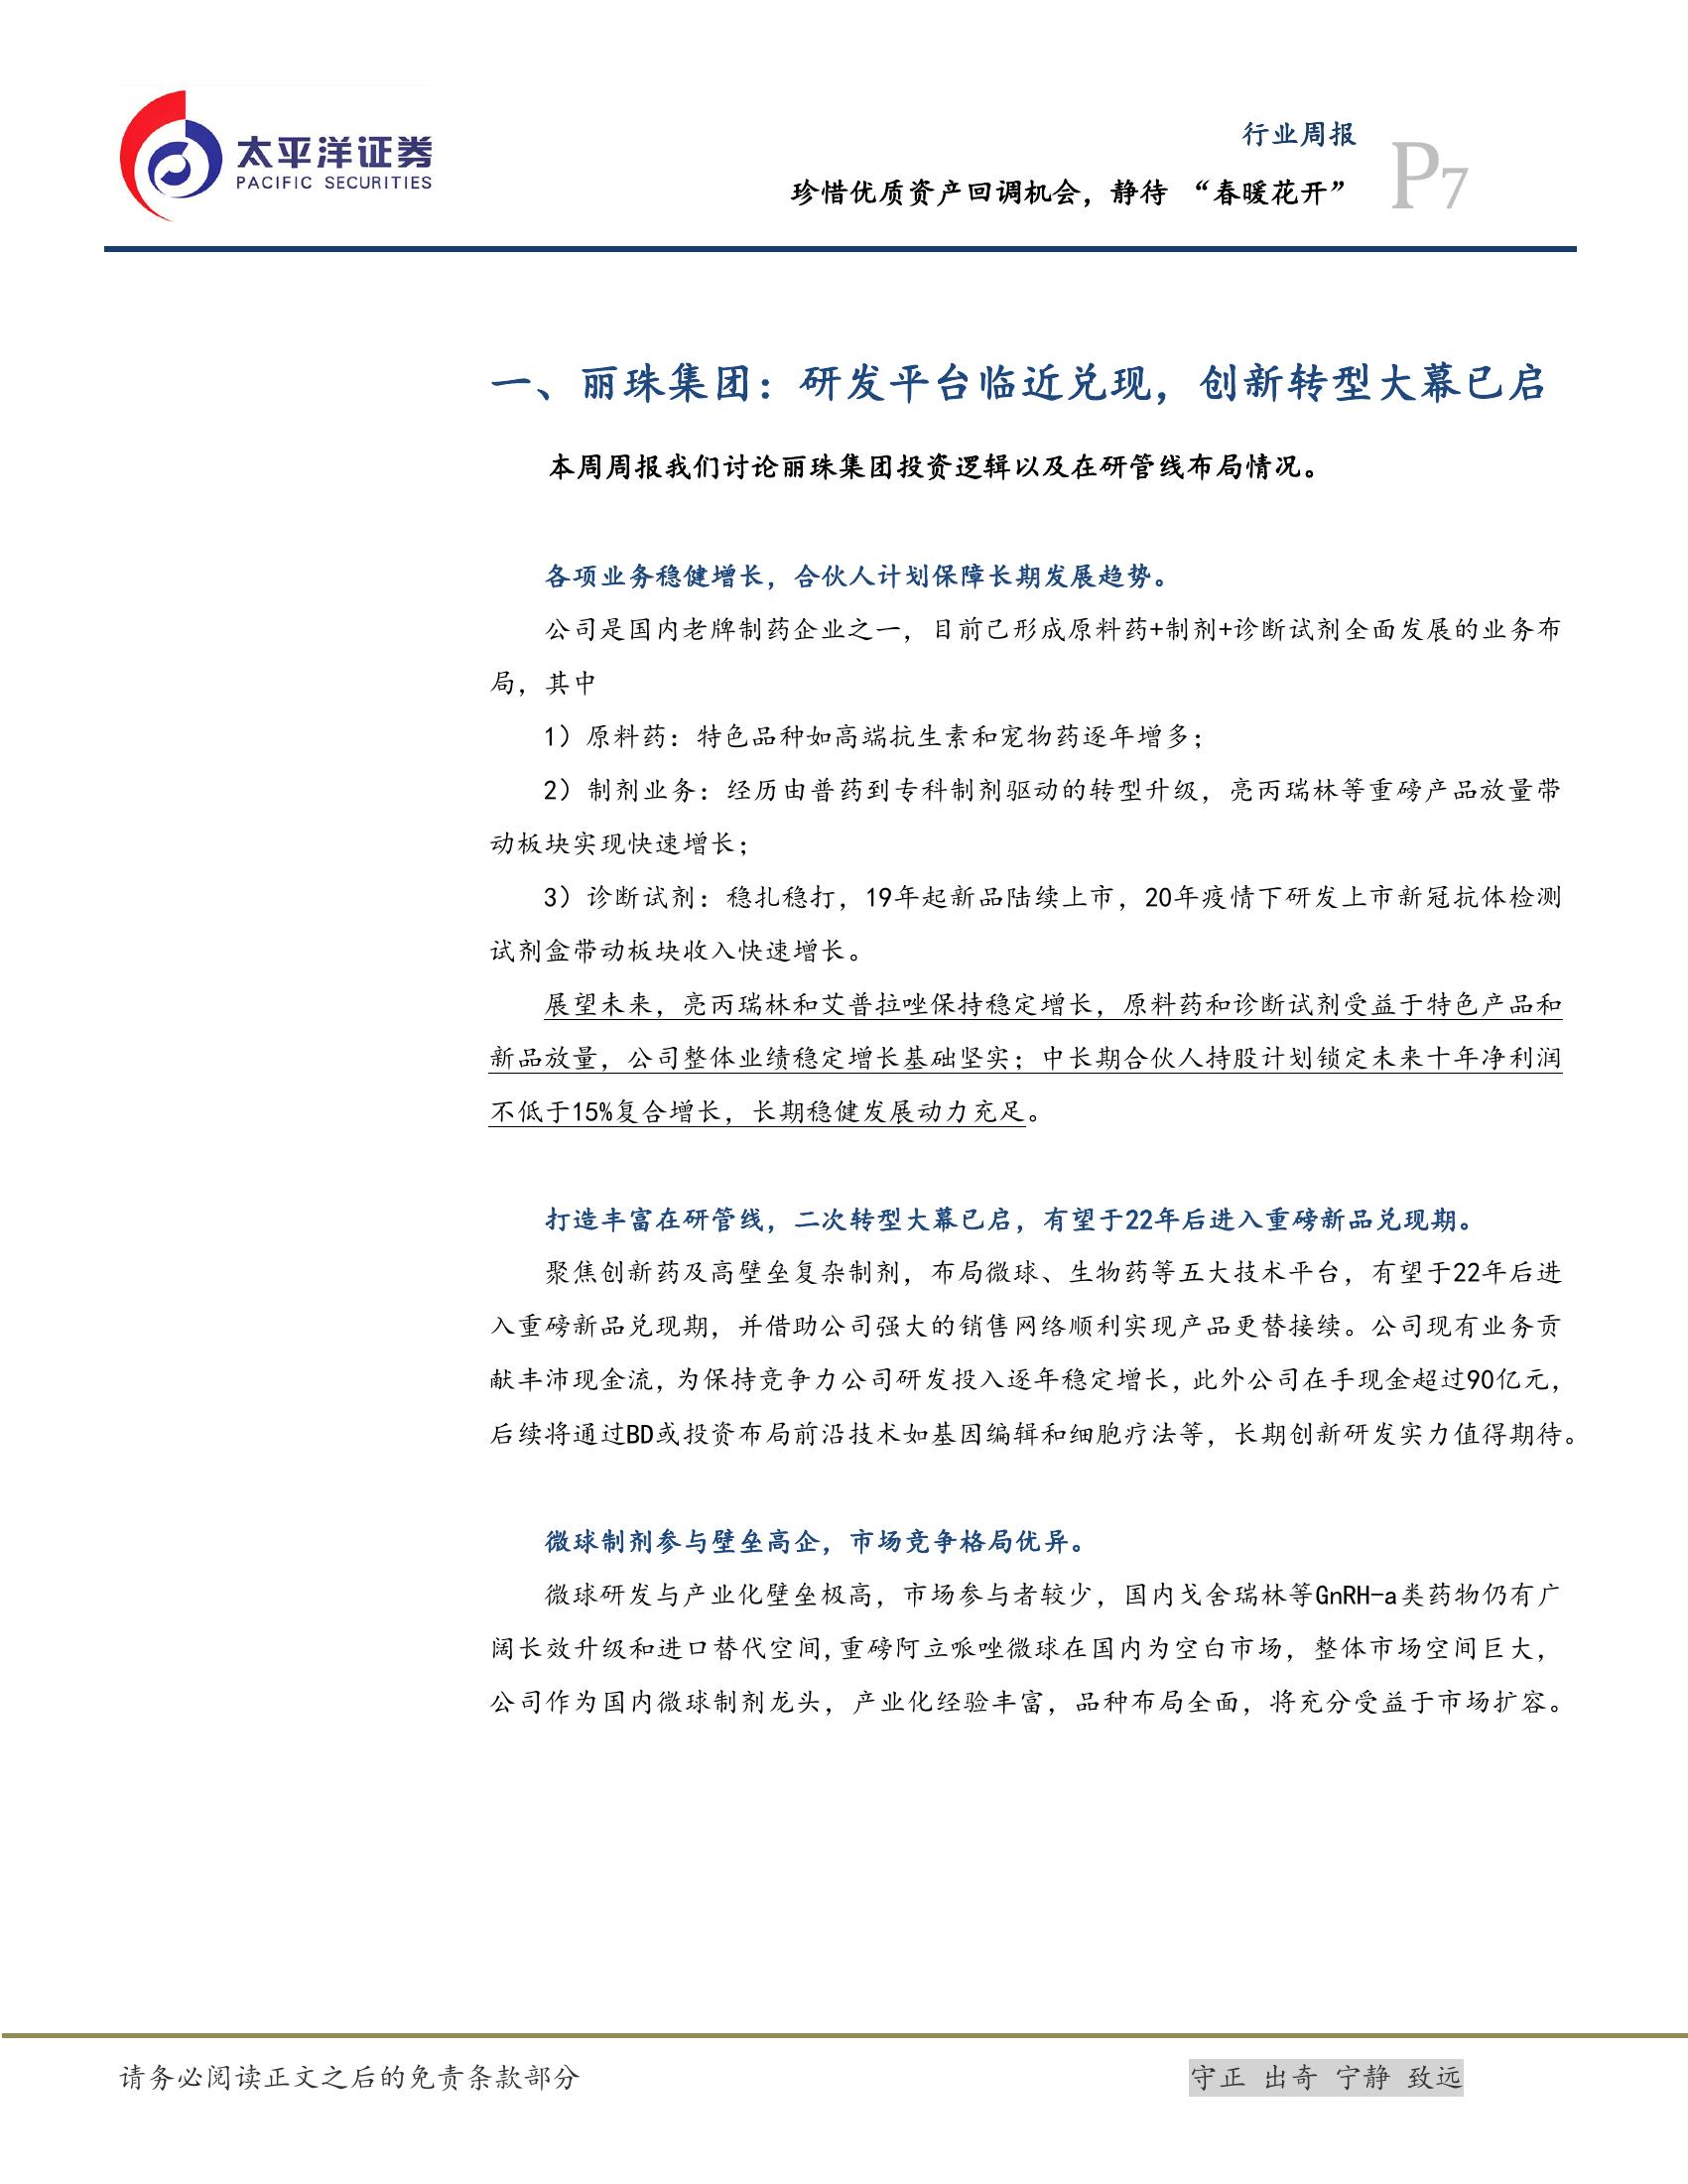 太平洋证券
PACIFIC SECURITIES
行业周报
珍惜优质资产回调机会，静待 “春暖花开”
P7
一、丽珠集团：研发平台临近兑现，创新转型大幕已启
本周周报我们讨论丽珠集团投资逻辑以及在研管线布局情况。
各项业务稳健增长，合伙人计划保障长期发展趋势。
公司是国内老牌制药企业之一，目前已形成原料药+制剂+诊断试剂全面发展的业务布
局，其中
1）原料药：特色品种如高端抗生素和宠物药逐年增多；
2）制剂业务：经历由普药到专科制剂驱动的转型升级，亮丙瑞林等重磅产品放量带
动板块实现快速增长；
3）诊断试剂：稳扎稳打，19年起新品陆续上市，20年疫情下研发上市新冠抗体检测
试剂盒带动板块收入快速增长。
展望未来，亮丙瑞林和艾普拉唑保持稳定增长，原料药和诊断试剂受益于特色产品和
新品放量，公司整体业绩稳定增长基础坚实；中长期合伙人持股计划锁定未来十年净利润
不低于15%复合增长，长期稳健发展动力充足。
打造丰富在研管线，二次转型大幕已启，有望于22年后进入重磅新品兑现期。
聚焦创新药及高壁垒复杂制剂，布局微球、生物药等五大技术平台，有望于22年后进
入重磅新品兑现期，并借助公司强大的销售网络顺利实现产品更替接续。公司现有业务贡
献丰沛现金流，为保持竞争力公司研发投入逐年稳定增长，此外公司在手现金超过90亿元，
后续将通过BD或投资布局前沿技术如基因编辑和细胞疗法等，长期创新研发实力值得期待。
微球制剂参与壁垒高企，市场竞争格局优异。
微球研发与产业化壁垒极高，市场参与者较少，国内戈舍瑞林等GnRH-a类药物仍有广
阔长效升级和进口替代空间，重磅阿立哌唑微球在国内为空白市场，整体市场空间巨大，
公司作为国内微球制剂龙头，产业化经验丰富，品种布局全面，将充分受益于市场扩容。
请务必阅读正文之后的免责条款部分
守正 出奇 宁静 致远